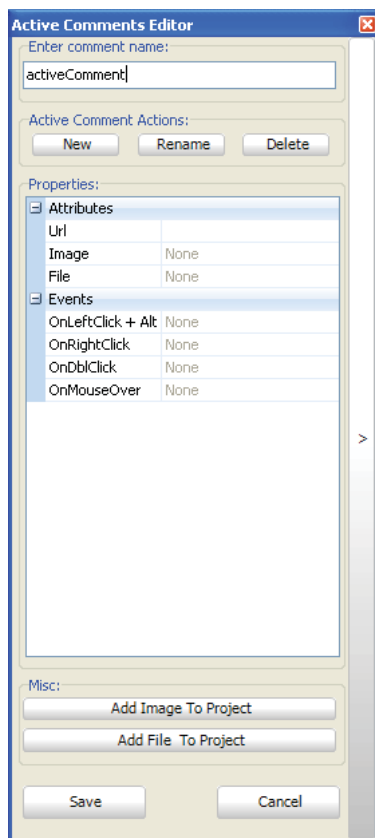 Active Comments Editor
Enter comment name:
activeComment
Active Comment Actions:
New Rename Delete
Properties:
Attributes
Url
Image None
File None
Events
OnLeftClick + Alt None
OnRightClick None
OnDblClick None
OnMouseOver None
>
Misc:
Add Image To Project
Add File To Project
Save Cancel